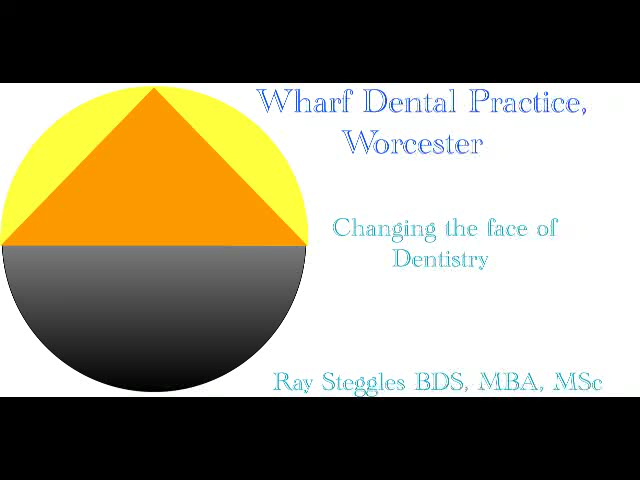 Wharf Dental Practice,
Worcester
Changing the face of
Dentistry
Ray Steggles BDS, MBA, MSc